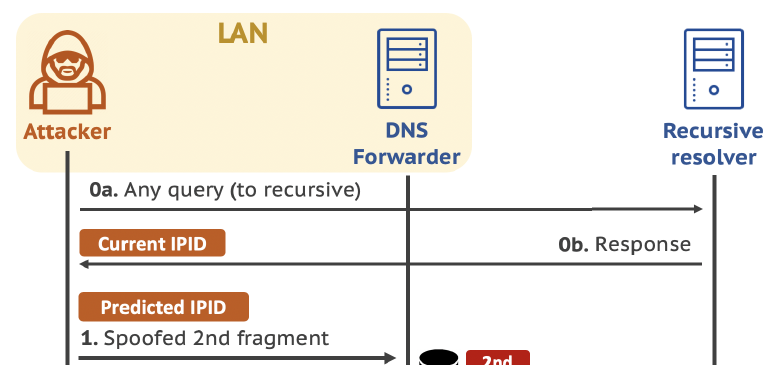 LAN
Attacker
DNS
Forwarder
Recursive
resolver
0a. Any query (to recursive)
Current IPID
0b. Response
Predicted IPID
1. Spoofed 2nd fragment
2nd